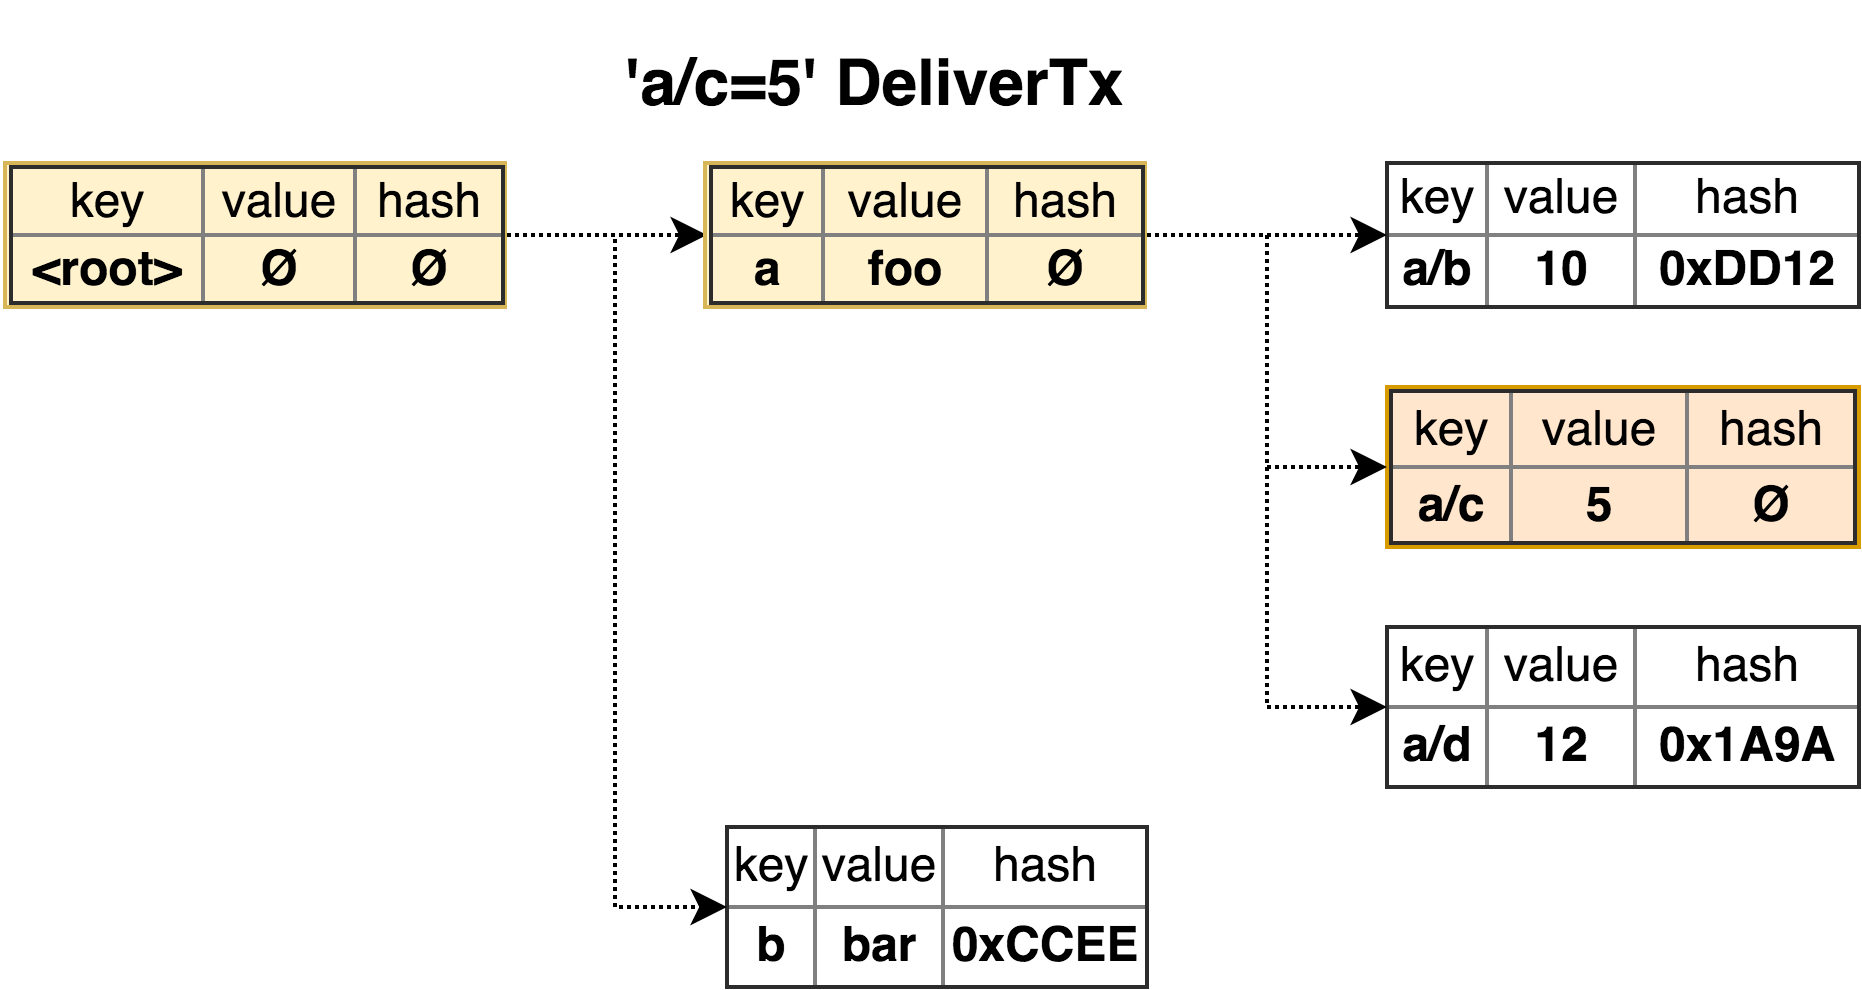 'a/c=5' DeliverTx
key value hash
<root> Ø Ø
key value hash
a foo Ø
key value hash
a/b 10 0xDD12
key value hash
a/c 5 Ø
key value hash
a/d 12 0x1A9A
key value hash
b bar 0xCCEE